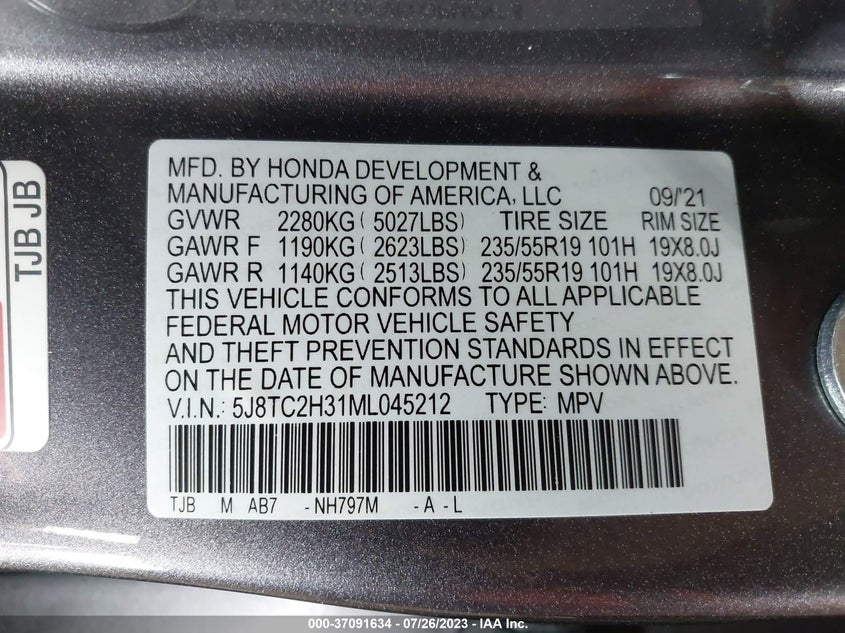 TJB JB
MFD. BY HONDA DEVELOPMENT &
MANUFACTURING OF AMERICA, LLC 09/'21
GVWR 2280KG ( 5027LBS) TIRE SIZE RIM SIZE
GAWR F 1190KG ( 2623LBS) 235/55R19 101H 19X8.0J
GAWR R 1140KG ( 2513LBS) 235/55R19 101H 19X8.0J
THIS VEHICLE CONFORMS TO ALL APPLICABLE
FEDERAL MOTOR VEHICLE SAFETY
AND THEFT PREVENTION STANDARDS IN EFFECT
ON THE DATE OF MANUFACTURE SHOWN ABOVE.
V.I.N.: 5J8TC2H31ML045212 TYPE: MPV
TJB M AB7 - NH797M - A - L
000-37091634 / 07/26/2023 - © IAA Inc.